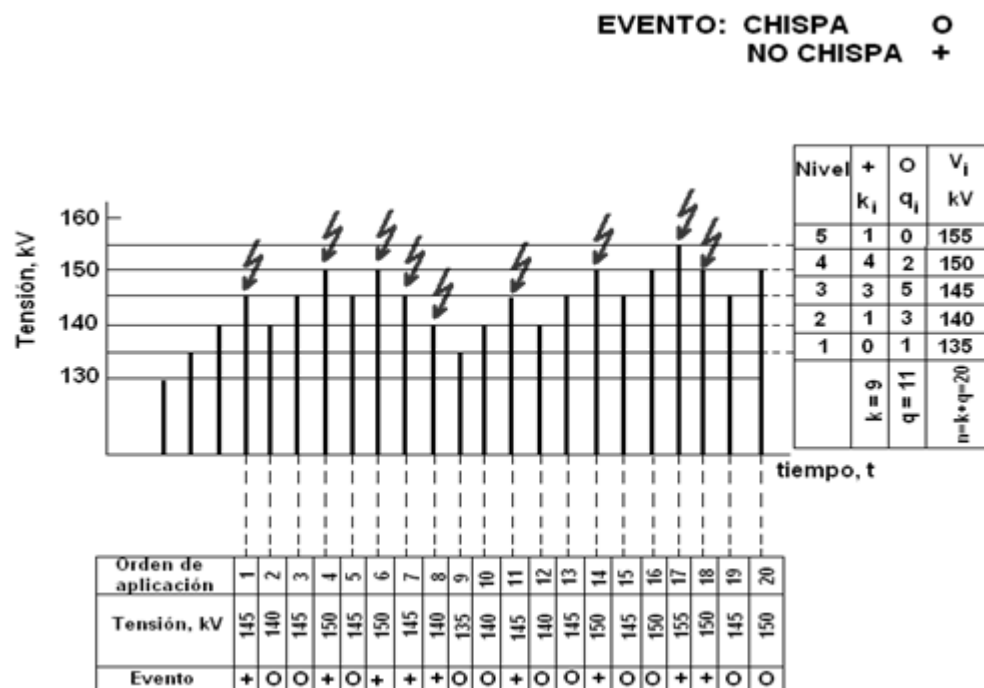 EVENTO: CHISPA O
NO CHISPA +
Nivel + O Vi
ki qi kV
5 1 0 155
4 4 2 150
3 3 5 145
2 1 3 140
1 0 1 135
k = 9 q = 11 n=k+q=20
Tensión, kV
160
150
140
130
tiempo, t
Orden de aplicación 1 2 3 4 5 6 7 8 9 10 11 12 13 14 15 16 17 18 19 20
Tensión, kV 145 140 145 150 145 150 145 140 135 140 145 140 145 150 145 150 155 150 145 150
Evento + O O + O + + + O O + O O + O O + + O O